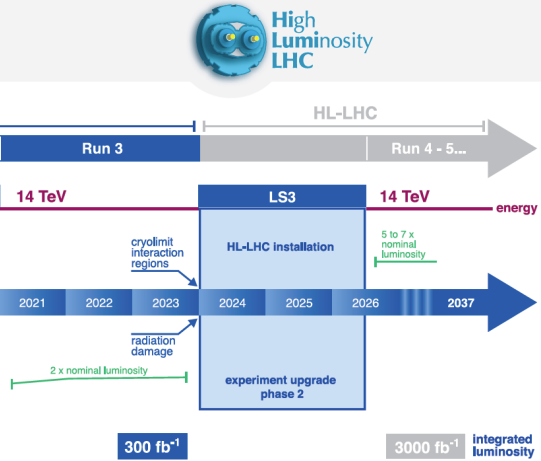 High
Luminosity
LHC
HL-LHC
Run 3
Run 4 - 5...
14 TeV
LS3
14 TeV
energy
cryolimit
interaction
regions
HL-LHC installation
5 to 7 x
nominal
luminosity
2021
2022
2023
2024
2025
2026
2037
radiation
damage
2 x nominal luminosity
experiment upgrade
phase 2
300 fb⁻¹
3000 fb⁻¹
integrated
luminosity